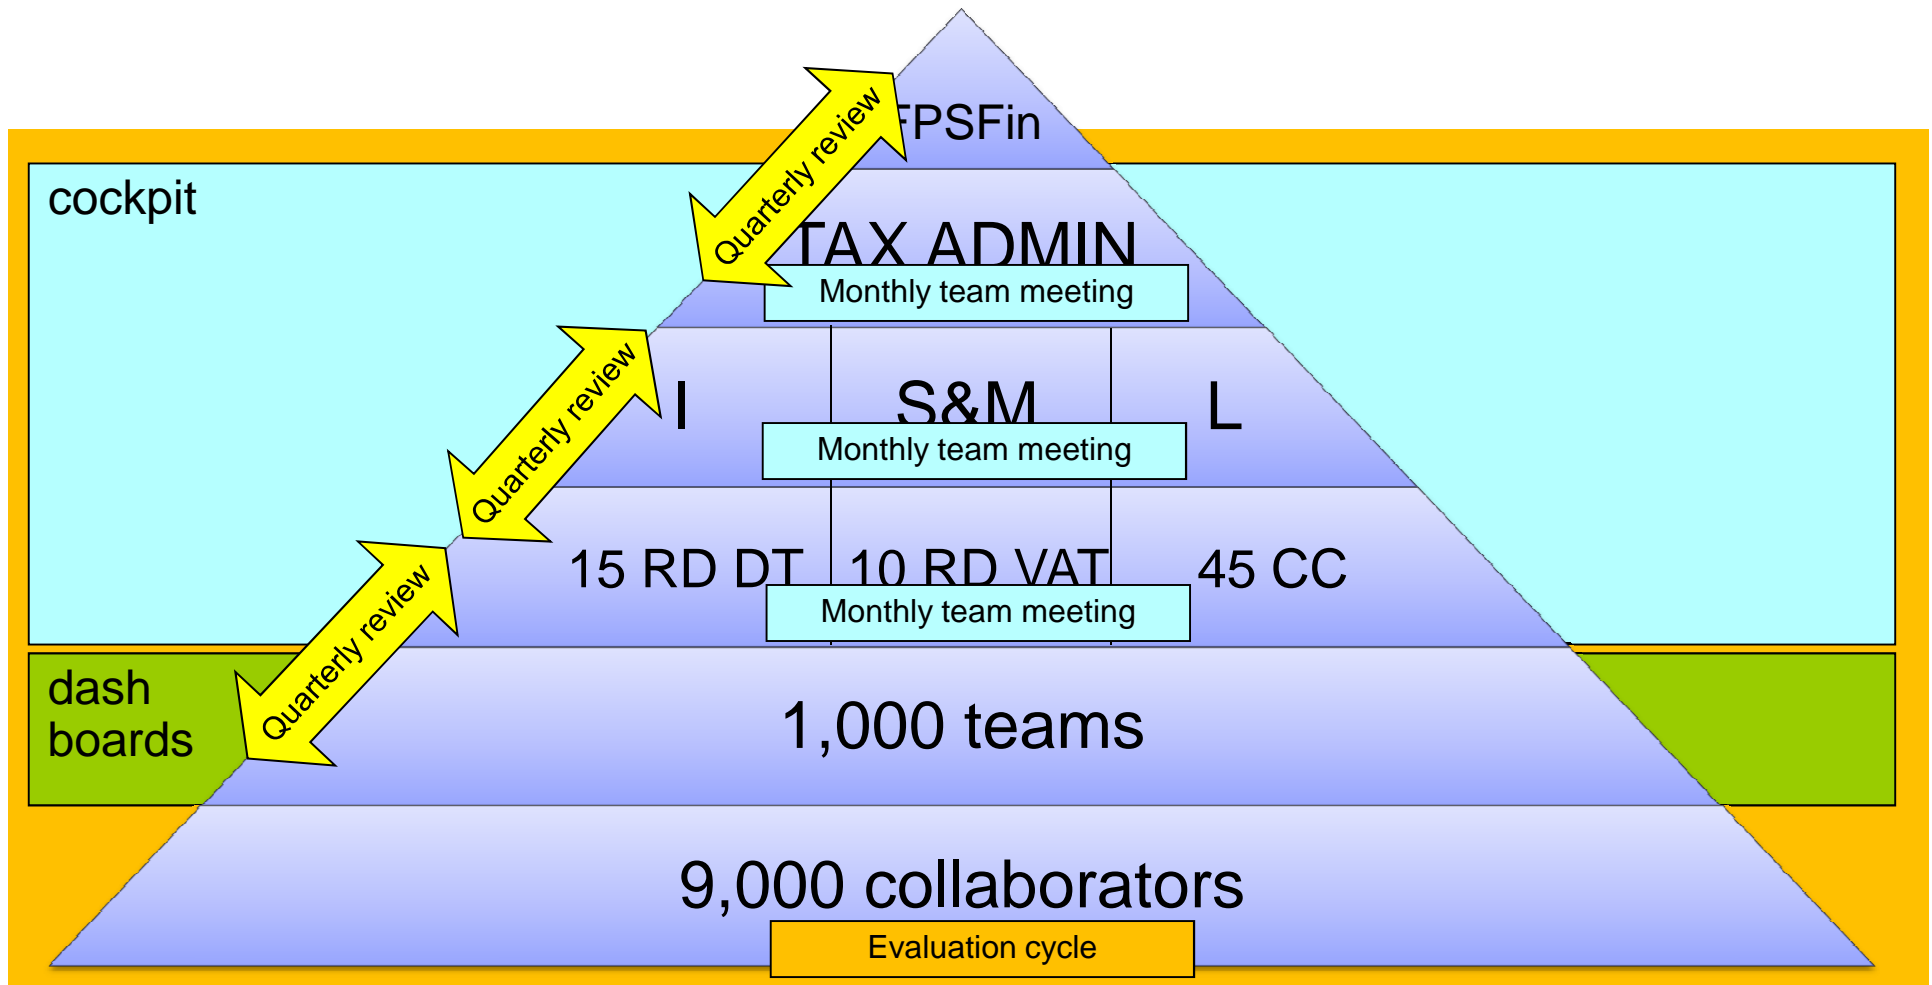 FPSFin
Quarterly review
cockpit
TAX ADMIN
Monthly team meeting
Quarterly review
I
S&M
L
Monthly team meeting
Quarterly review
15 RD DT
10 RD VAT
45 CC
Monthly team meeting
dash
boards
1,000 teams
9,000 collaborators
Evaluation cycle